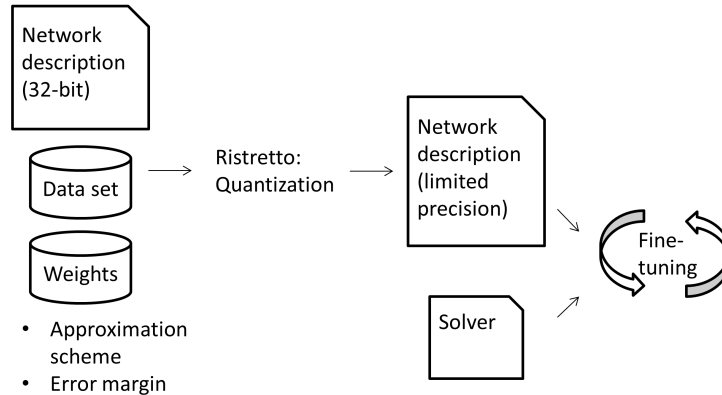 Network
description
(32-bit)
Data set
Weights
• Approximation
scheme
• Error margin
Ristretto:
Quantization
Network
description
(limited
precision)
Solver
Fine-
tuning